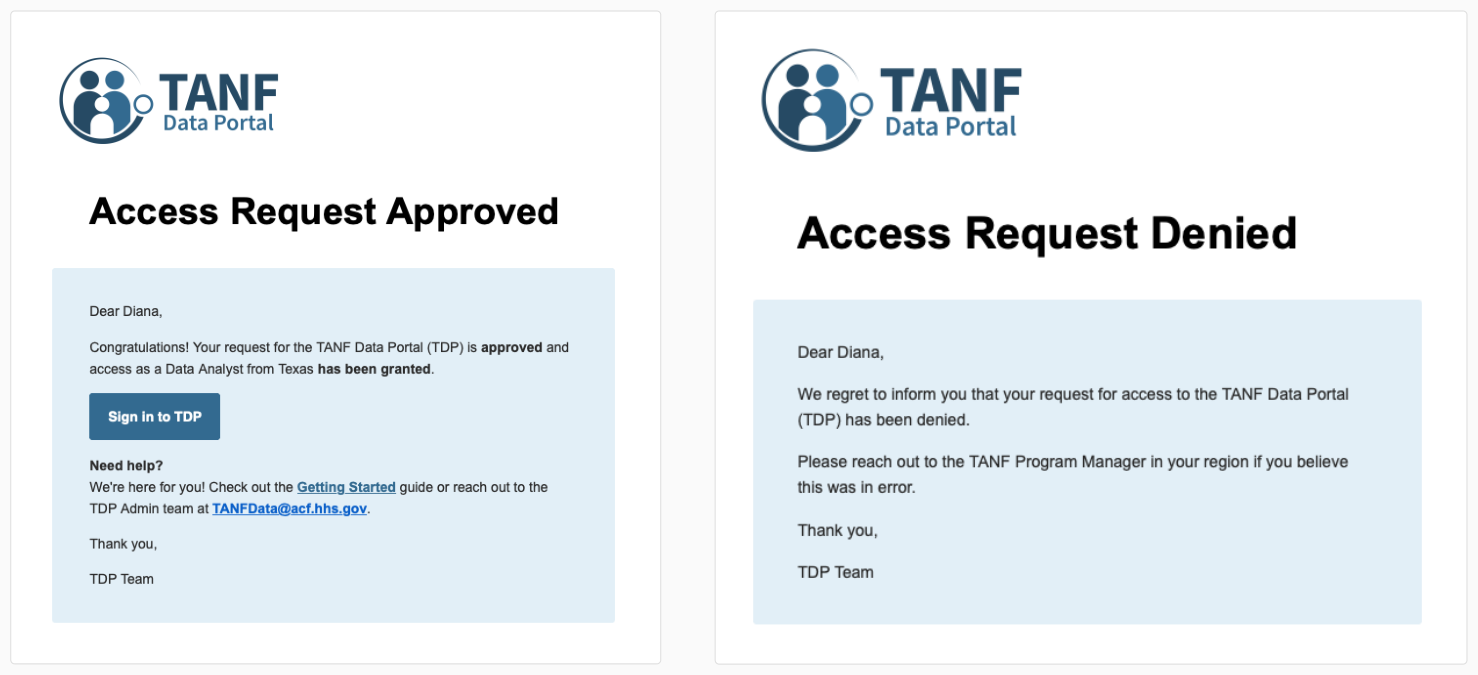 TANF
Data Portal
Access Request Approved
Dear Diana,
Congratulations! Your request for the TANF Data Portal (TDP) is approved and
access as a Data Analyst from Texas has been granted.
Sign in to TDP
Need help?
We're here for you! Check out the Getting Started guide or reach out to the
TDP Admin team at TANFData@acf.hhs.gov.
Thank you,
TDP Team
TANF
Data Portal
Access Request Denied
Dear Diana,
We regret to inform you that your request for access to the TANF Data Portal
(TDP) has been denied.
Please reach out to the TANF Program Manager in your region if you believe
this was in error.
Thank you,
TDP Team